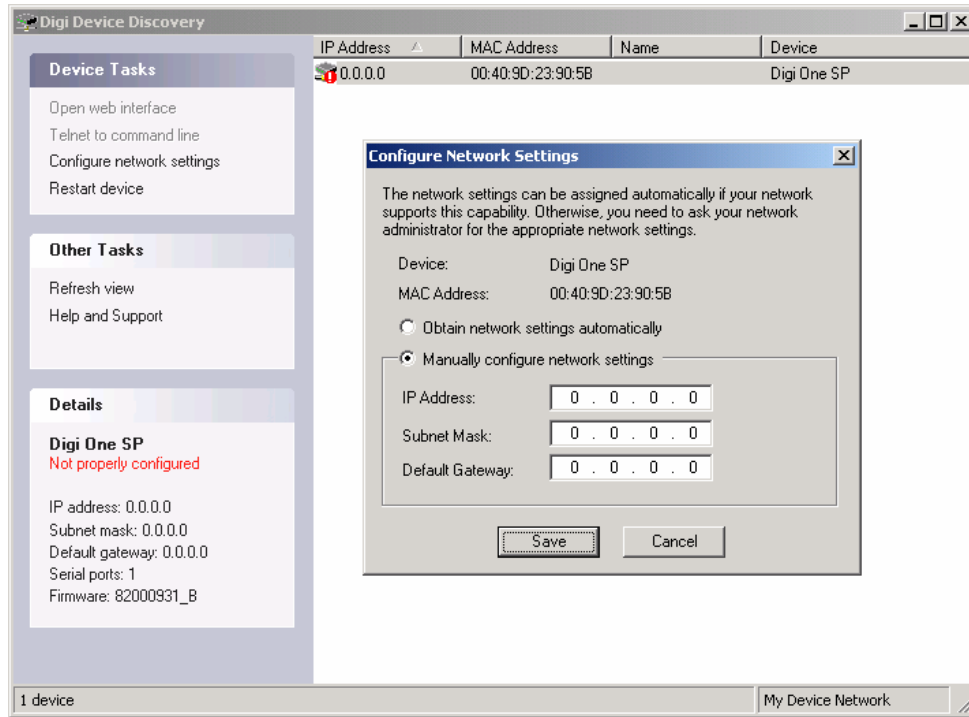 Digi Device Discovery
Device Tasks
Open web interface
Telnet to command line
Configure network settings
Restart device
Other Tasks
Refresh view
Help and Support
Details
Digi One SP
Not properly configured
IP address: 0.0.0.0
Subnet mask: 0.0.0.0
Default gateway: 0.0.0.0
Serial ports: 1
Firmware: 82000931_B
IP Address MAC Address Name Device
0.0.0.0 00:40:9D:23:90:5B Digi One SP
Configure Network Settings
The network settings can be assigned automatically if your network
supports this capability. Otherwise, you need to ask your network
administrator for the appropriate network settings.
Device: Digi One SP
MAC Address: 00:40:9D:23:90:5B
Obtain network settings automatically
Manually configure network settings
IP Address: 0 . 0 . 0 . 0
Subnet Mask: 0 . 0 . 0 . 0
Default Gateway: 0 . 0 . 0 . 0
Save Cancel
1 device My Device Network